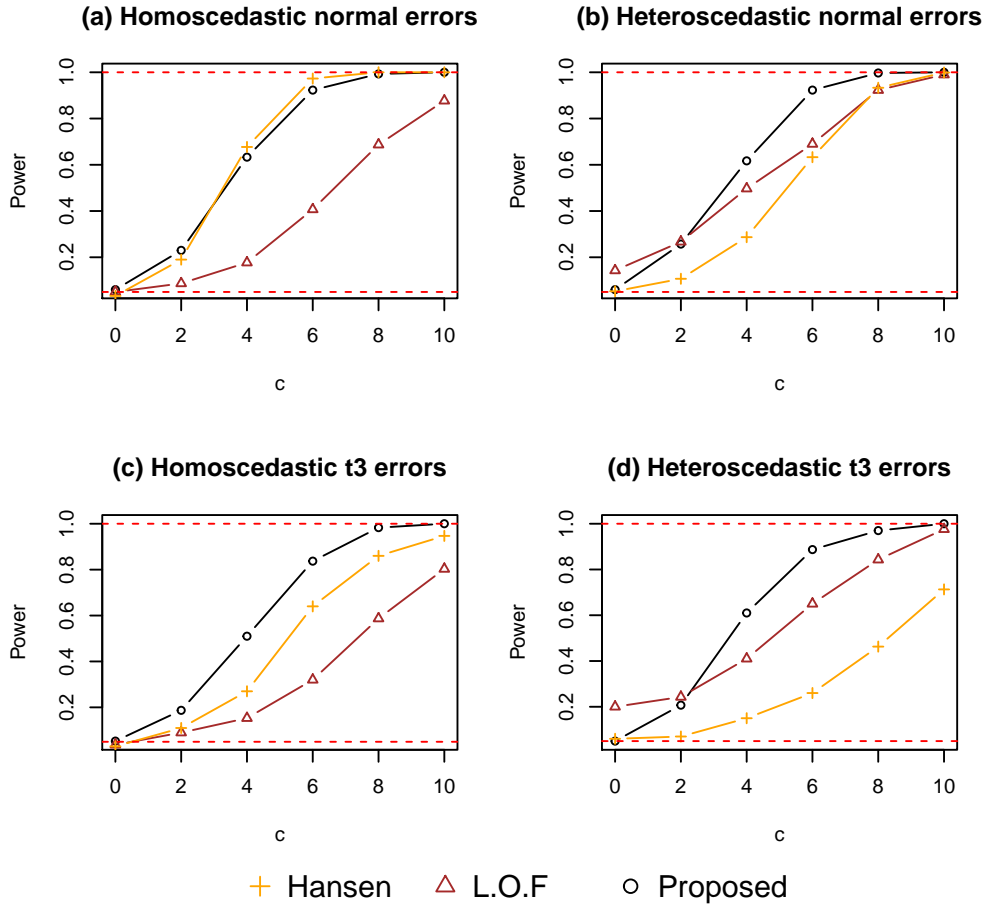 (a) Homoscedastic normal errors
Power
0.2 0.4 0.6 0.8 1.0
0 2 4 6 8 10
c
(b) Heteroscedastic normal errors
Power
0.2 0.4 0.6 0.8 1.0
0 2 4 6 8 10
c
(c) Homoscedastic t3 errors
Power
0.2 0.4 0.6 0.8 1.0
0 2 4 6 8 10
c
(d) Heteroscedastic t3 errors
Power
0.2 0.4 0.6 0.8 1.0
0 2 4 6 8 10
c
Hansen L.O.F Proposed